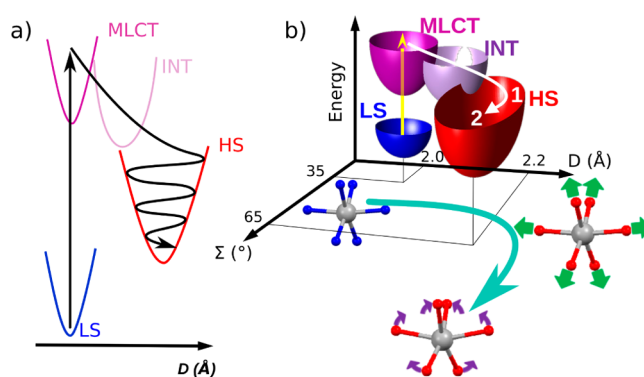 a)
MLCT
INT
HS
LS
D (Å)
b)
Energy
MLCT
INT
LS
1
HS
2
35
2.0
2.2
D (Å)
65
Σ (°)